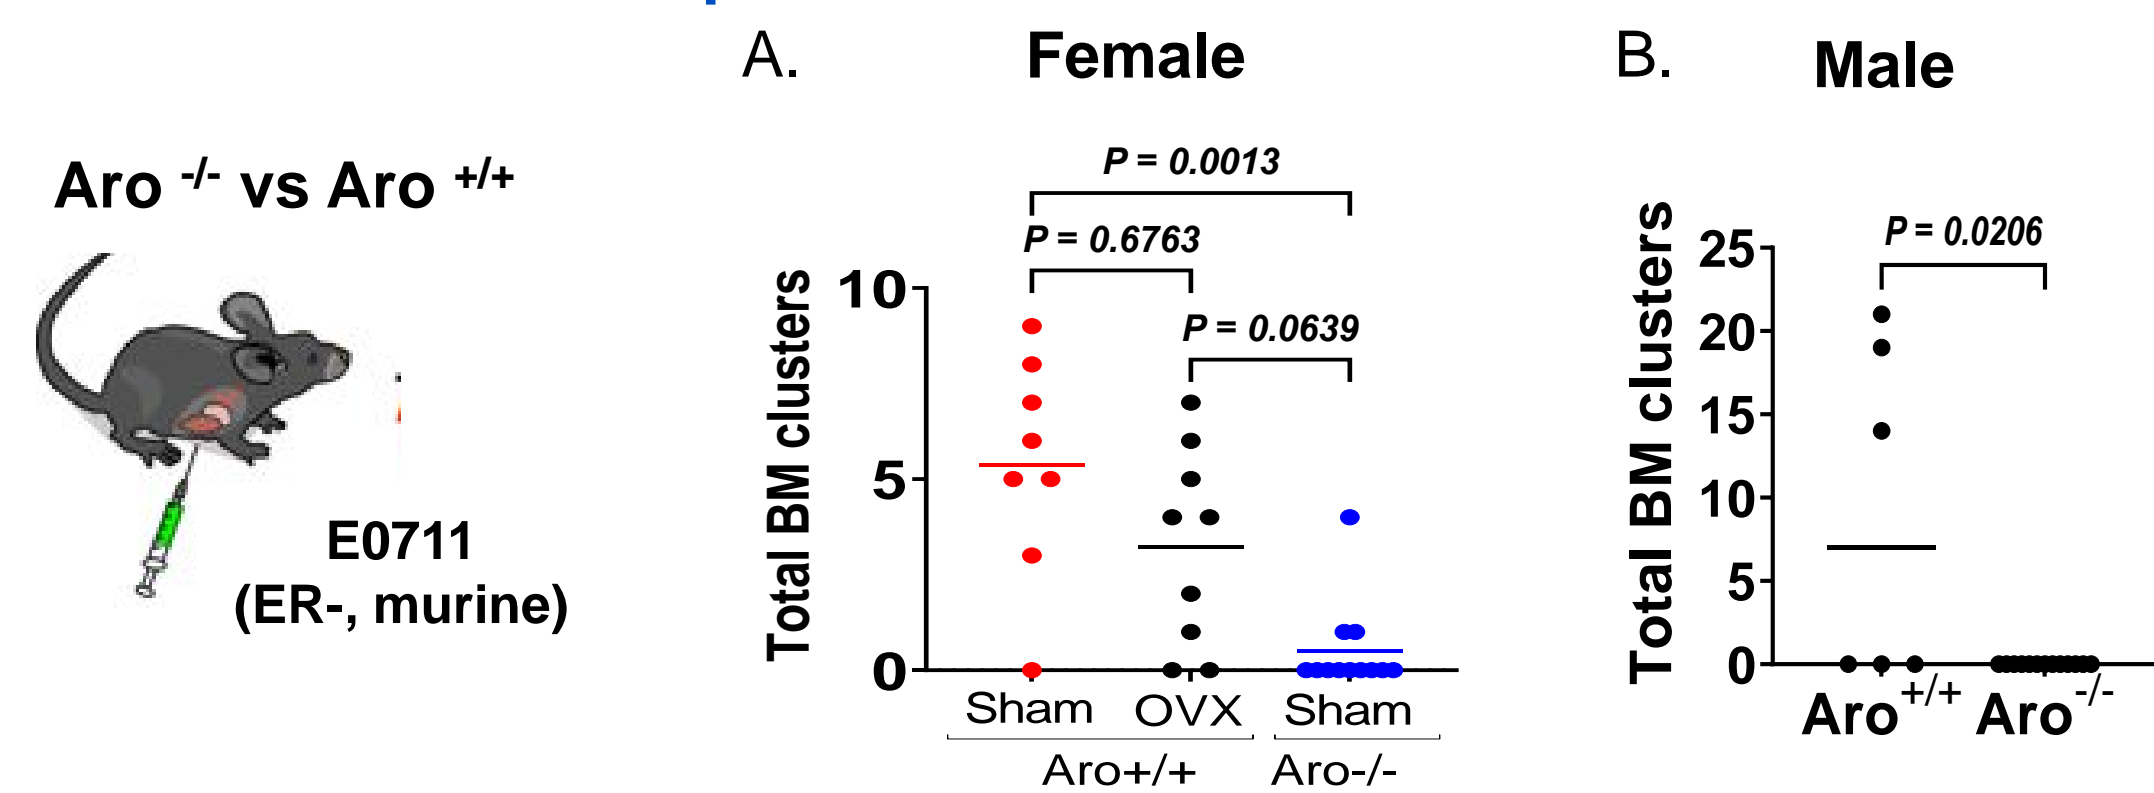 Aro -/- vs Aro +/+
E0711
(ER-, murine)
A.
Female
P = 0.0013
P = 0.6763
P = 0.0639
Total BM clusters
10
5
0
Sham
OVX
Sham
Aro+/+
Aro-/-
B.
Male
P = 0.0206
Total BM clusters
25
20
15
10
5
0
Aro+/+
Aro-/-